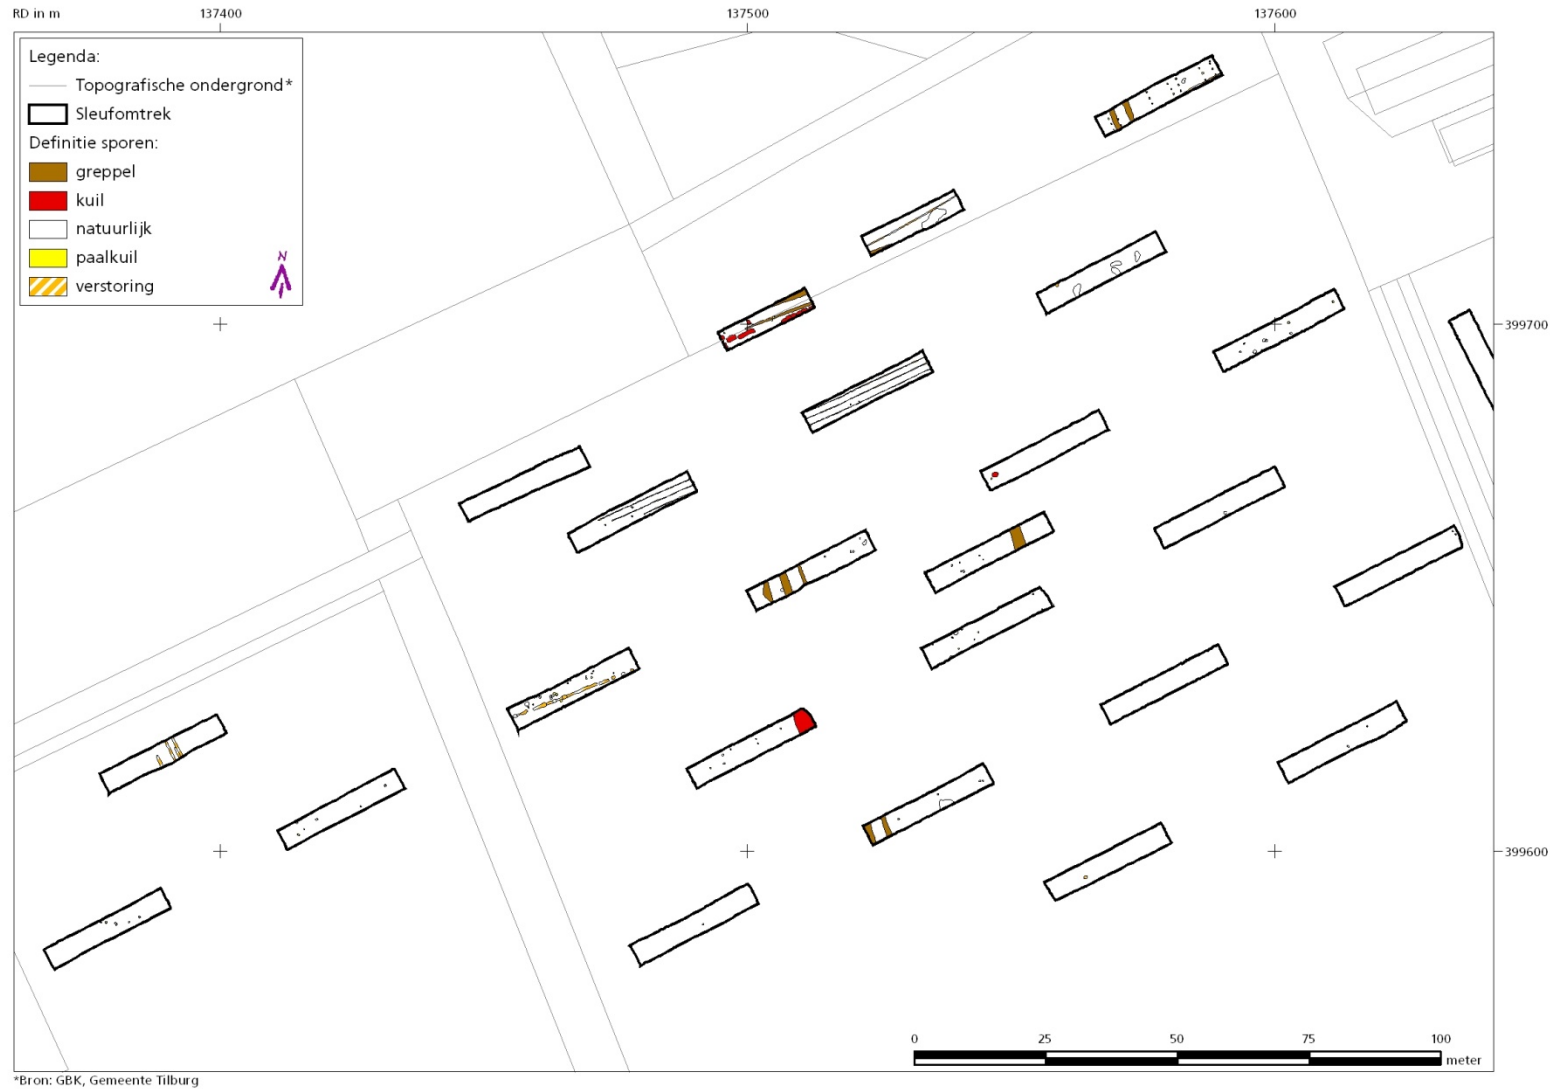 RD in m
137400
137500
137600
Legenda:
Topografische ondergrond*
Sleufomtrek
Definitie sporen:
greppel
kuil
natuurlijk
paalkuil
verstoring
N
399700
399600
0 25 50 75 100
meter
*Bron: GBK, Gemeente Tilburg